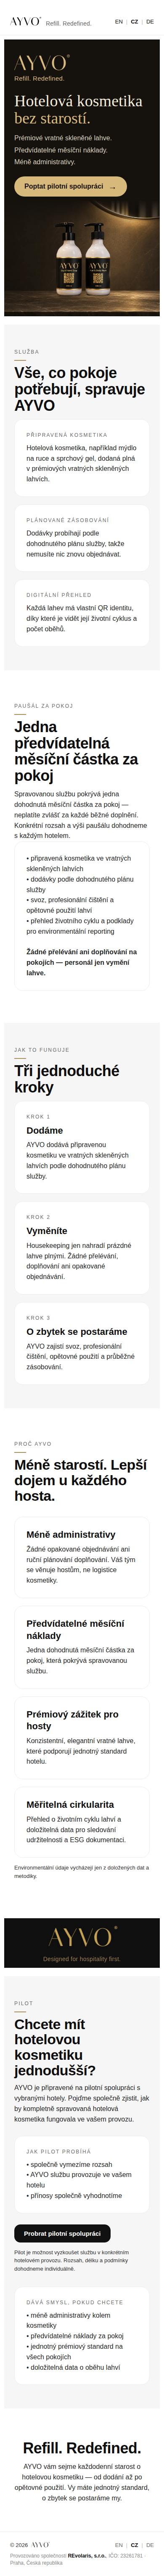 AYVO® Refill. Redefined. EN | CZ | DE
AYVO®
Refill. Redefined.
Hotelová kosmetika
bez starostí.
Prémiové vratné skleněné lahve.
Předvídatelné měsíční náklady.
Méně administrativy.
Poptat pilotní spolupráci →
AYVO AYVO
SLUŽBA
Vše, co pokoje
potřebují, spravuje
AYVO
PŘIPRAVENÁ KOSMETIKA
Hotelová kosmetika, například mýdlo
na ruce a sprchový gel, dodaná plná
v prémiových vratných skleněných
lahvích.
PLÁNOVANÉ ZÁSOBOVÁNÍ
Dodávky probíhají podle
dohodnutého plánu služby, takže
nemusíte nic znovu objednávat.
DIGITÁLNÍ PŘEHLED
Každá lahev má vlastní QR identitu,
díky které je vidět její životní cyklus a
počet oběhů.
PAUŠÁL ZA POKOJ
Jedna
předvídatelná
měsíční částka za
pokoj
Spravovanou službu pokrývá jedna
dohodnutá měsíční částka za pokoj —
neplatíte zvlášť za každé běžné doplnění.
Konkrétní rozsah a výši paušálu dohodneme
s každým hotelem.
• připravená kosmetika ve vratných
skleněných lahvích
• dodávky podle dohodnutého plánu
služby
• svoz, profesionální čištění a
opětovné použití lahví
• přehled životního cyklu a podklady
pro environmentální reporting
Žádné přelévání ani doplňování na
pokojích — personál jen vymění
lahve.
JAK TO FUNGUJE
Tři jednoduché
kroky
KROK 1
Dodáme
AYVO dodává připravenou
kosmetiku ve vratných skleněných
lahvích podle dohodnutého plánu
služby.
KROK 2
Vyměníte
Housekeeping jen nahradí prázdné
lahve plnými. Žádné přelévání,
doplňování ani opakované
objednávání.
KROK 3
O zbytek se postaráme
AYVO zajistí svoz, profesionální
čištění, opětovné použití a průběžné
zásobování.
PROČ AYVO
Méně starostí. Lepší
dojem u každého
hosta.
Méně administrativy
Žádné opakované objednávání ani
ruční plánování doplňování. Váš tým
se věnuje hostům, ne logistice
kosmetiky.
Předvídatelné měsíční
náklady
Jedna dohodnutá měsíční částka za
pokoj, která pokrývá spravovanou
službu.
Prémiový zážitek pro
hosty
Konzistentní, elegantní vratné lahve,
které podporují jednotný standard
hotelu.
Měřitelná cirkularita
Přehled o životním cyklu lahví a
doložitelná data pro sledování
udržitelnosti a ESG dokumentaci.
Environmentální údaje vycházejí jen z doložených dat a
metodiky.
AYVO®
Designed for hospitality first.
PILOT
Chcete mít
hotelovou
kosmetiku
jednodušší?
AYVO je připravené na pilotní spolupráci s
vybranými hotely. Pojďme společně zjistit, jak
by kompletně spravovaná hotelová
kosmetika fungovala ve vašem provozu.
JAK PILOT PROBÍHÁ
• společně vymezíme rozsah
• AYVO službu provozuje ve vašem
hotelu
• přínosy společně vyhodnotíme
Probrat pilotní spolupráci
Pilot je možnost vyzkoušet službu v konkrétním
hotelovém provozu. Rozsah, délku a podmínky
dohodneme individuálně.
DÁVÁ SMYSL, POKUD CHCETE
• méně administrativy kolem
kosmetiky
• předvídatelné náklady za pokoj
• jednotný prémiový standard na
všech pokojích
• doložitelná data o oběhu lahví
Refill. Redefined.
AYVO vám sejme každodenní starost o
hotelovou kosmetiku — od dodání až po
opětovné použití. Vy máte jednotný standard,
o zbytek se postaráme my.
© 2026 AYVO® EN | CZ | DE
Provozováno společností REvolaris, s.r.o., IČO: 23261781 ·
Praha, Česká republika